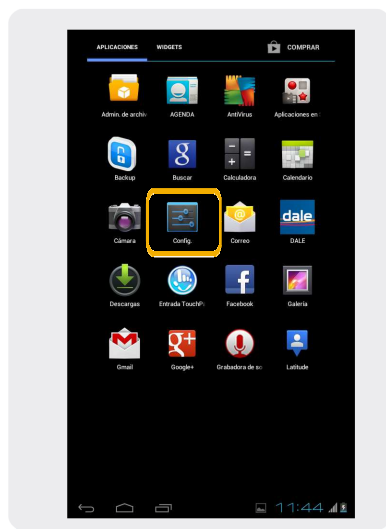 APLICACIONES WIDGETS COMPRAR
Admin. de archiv AGENDA AntiVirus Aplicaciones en
Backup Buscar Calculadora Calendario
Cámara Config. Correo DALE
dale
Descargas Entrada TouchPa Facebook Galería
Gmail Google+ Grabadora de so Latitude
11:44